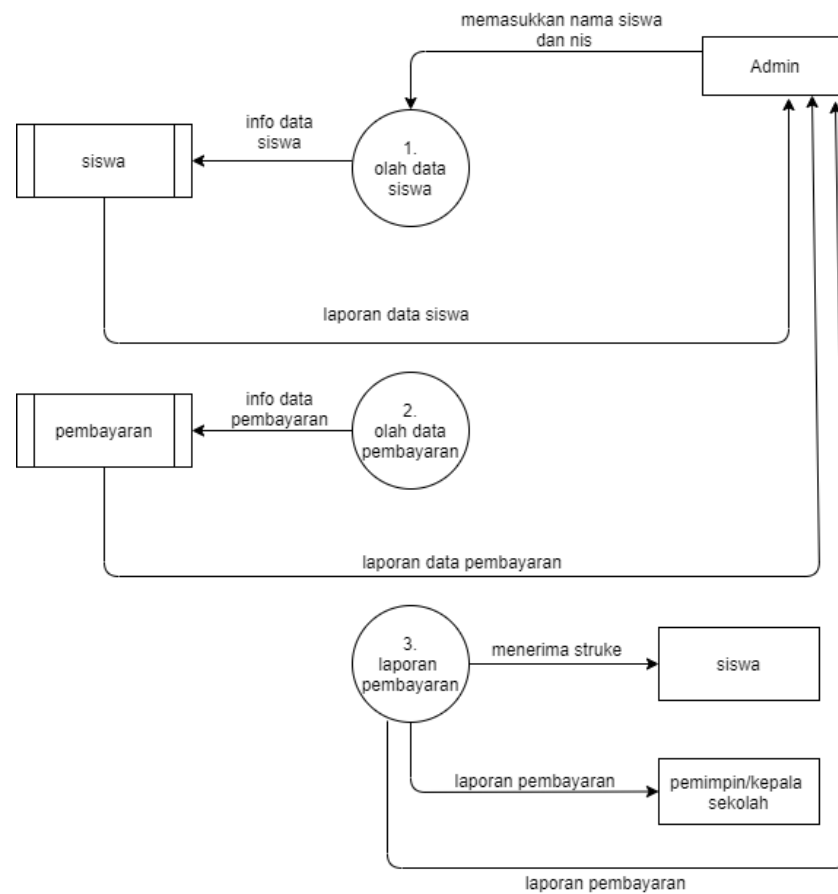 memasukkan nama siswa
dan nis
Admin
info data
siswa
siswa
1.
olah data
siswa
laporan data siswa
info data
pembayaran
pembayaran
2.
olah data
pembayaran
laporan data pembayaran
3.
laporan
pembayaran
menerima struke
siswa
laporan pembayaran
pemimpin/kepala
sekolah
laporan pembayaran